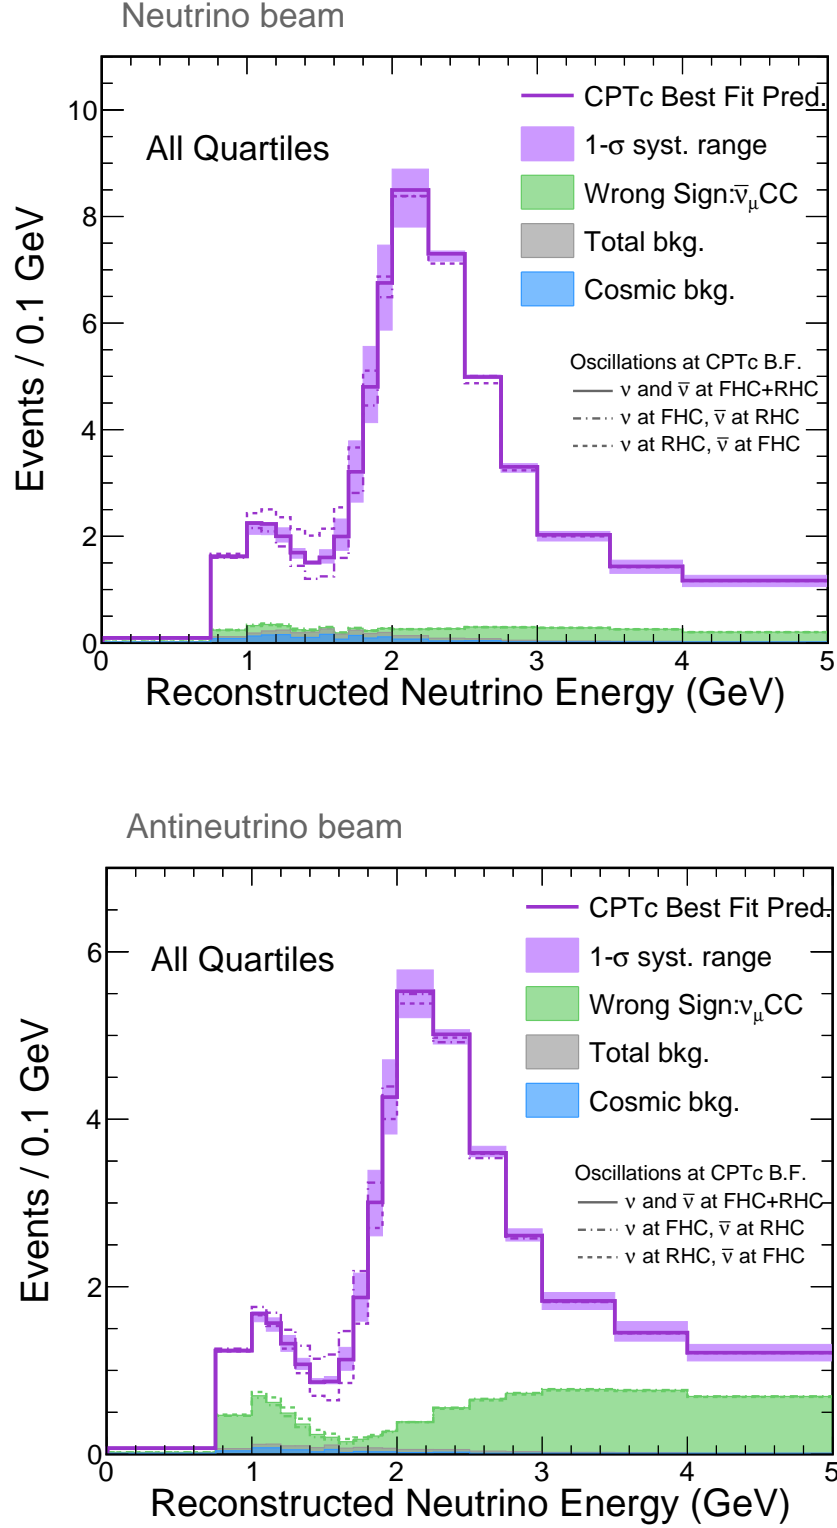 Neutrino beam
10
8
6
4
2
0
Events / 0.1 GeV
All Quartiles
CPTc Best Fit Pred.
1-σ syst. range
Wrong Sign:ν̅μCC
Total bkg.
Cosmic bkg.
Oscillations at CPTc B.F.
ν and ν̅ at FHC+RHC
ν at FHC, ν̅ at RHC
ν at RHC, ν̅ at FHC
0 1 2 3 4 5
Reconstructed Neutrino Energy (GeV)
Antineutrino beam
6
4
2
0
Events / 0.1 GeV
All Quartiles
CPTc Best Fit Pred.
1-σ syst. range
Wrong Sign:νμCC
Total bkg.
Cosmic bkg.
Oscillations at CPTc B.F.
ν and ν̅ at FHC+RHC
ν at FHC, ν̅ at RHC
ν at RHC, ν̅ at FHC
0 1 2 3 4 5
Reconstructed Neutrino Energy (GeV)